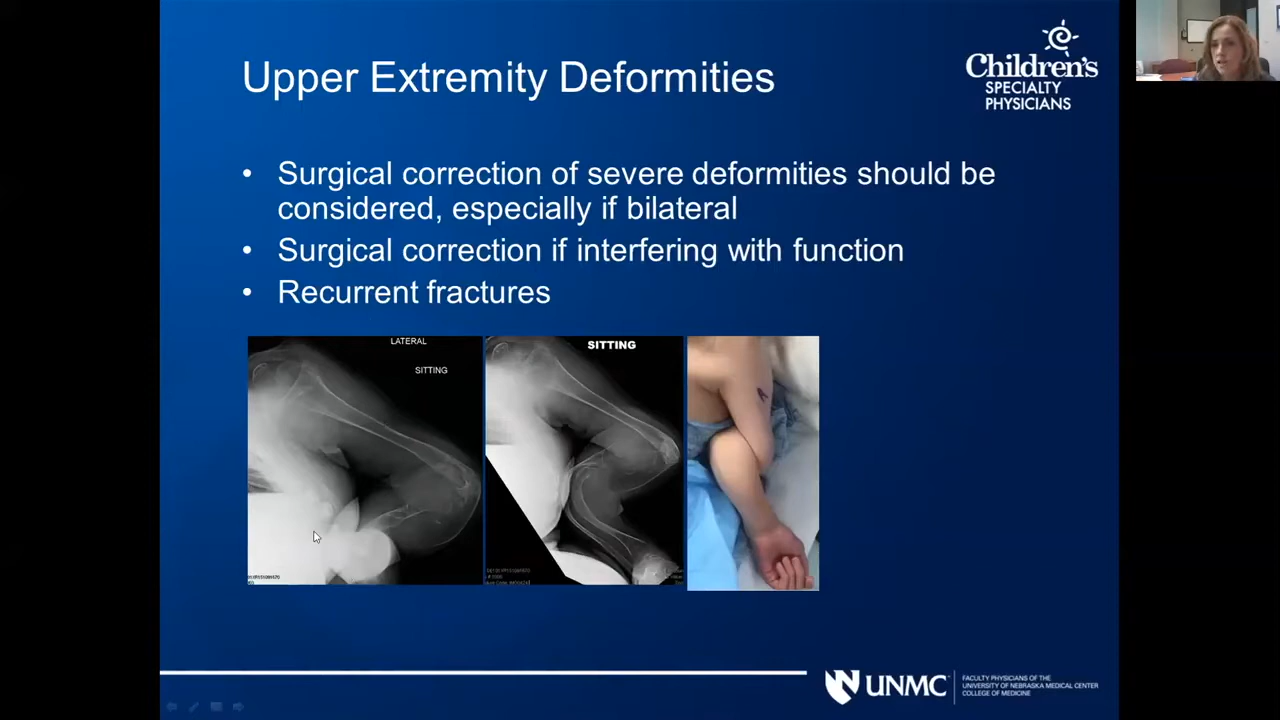 Upper Extremity Deformities
Children's
SPECIALTY
PHYSICIANS
• Surgical correction of severe deformities should be
considered, especially if bilateral
• Surgical correction if interfering with function
• Recurrent fractures
LATERAL
SITTING
SITTING
UNMC
FACULTY PHYSICIANS OF THE
UNIVERSITY OF NEBRASKA MEDICAL CENTER
COLLEGE OF MEDICINE